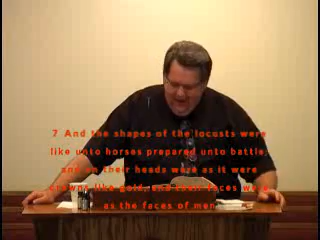 7 And the shapes of the locusts were
like unto horses prepared unto battle,
and on their heads were as it were
crowns like gold, and their faces were
as the faces of men.